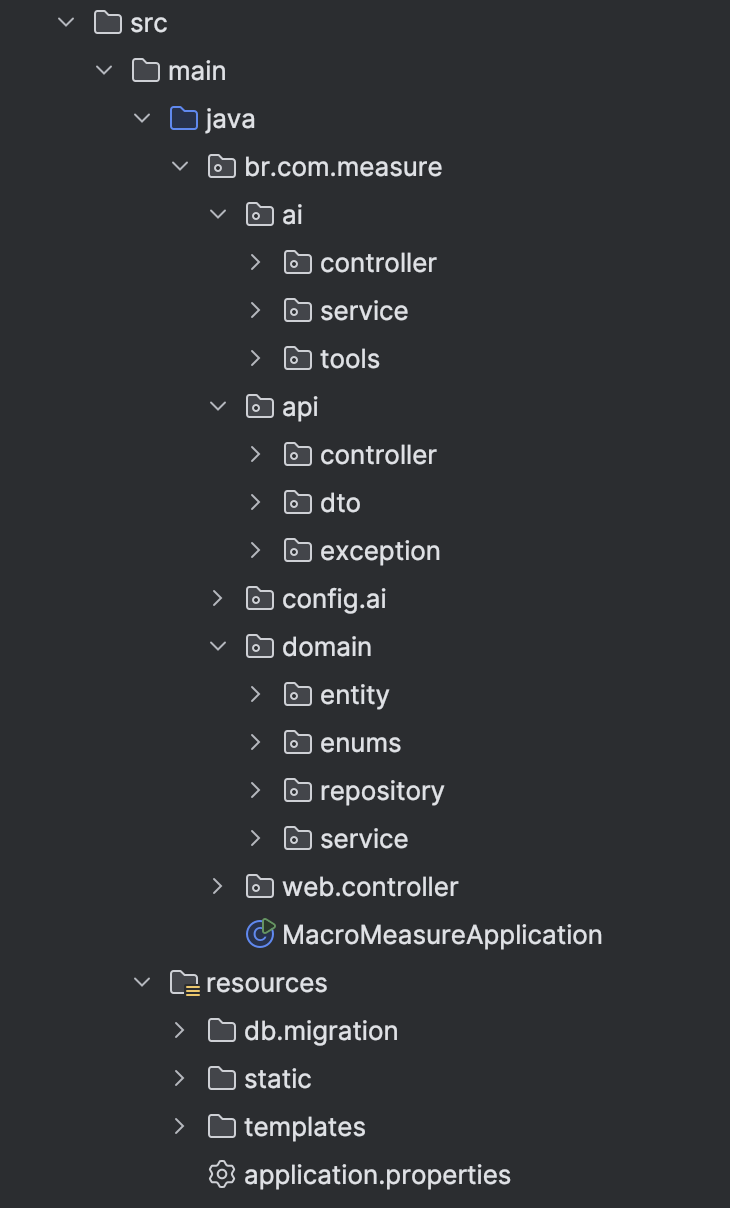 src
main
java
br.com.measure
ai
controller
service
tools
api
controller
dto
exception
config.ai
domain
entity
enums
repository
service
web.controller
MacroMeasureApplication
resources
db.migration
static
templates
application.properties